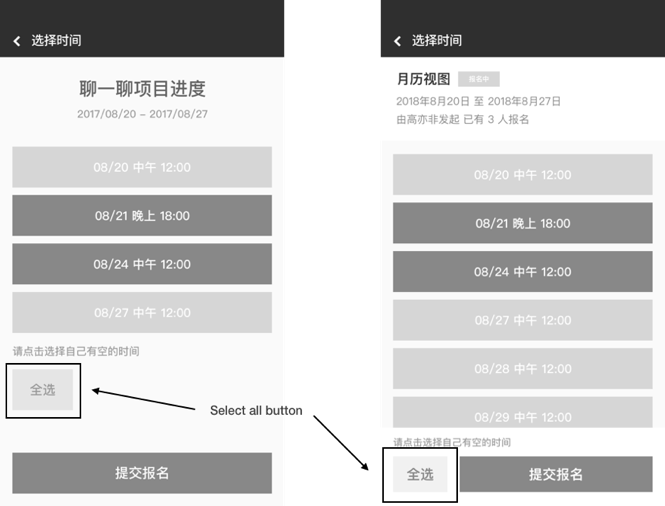 选择时间
聊一聊项目进度
2017/08/20 - 2017/08/27
08/20 中午 12:00
08/21 晚上 18:00
08/24 中午 12:00
08/27 中午 12:00
请点击选择自己有空的时间
全选
提交报名
Select all button
选择时间
月历视图 报名中
2018年8月20日 至 2018年8月27日
由高亦非发起 已有 3 人报名
08/20 中午 12:00
08/21 晚上 18:00
08/24 中午 12:00
08/27 中午 12:00
08/28 中午 12:00
08/29 中午 12:00
请点击选择自己有空的时间
全选 提交报名